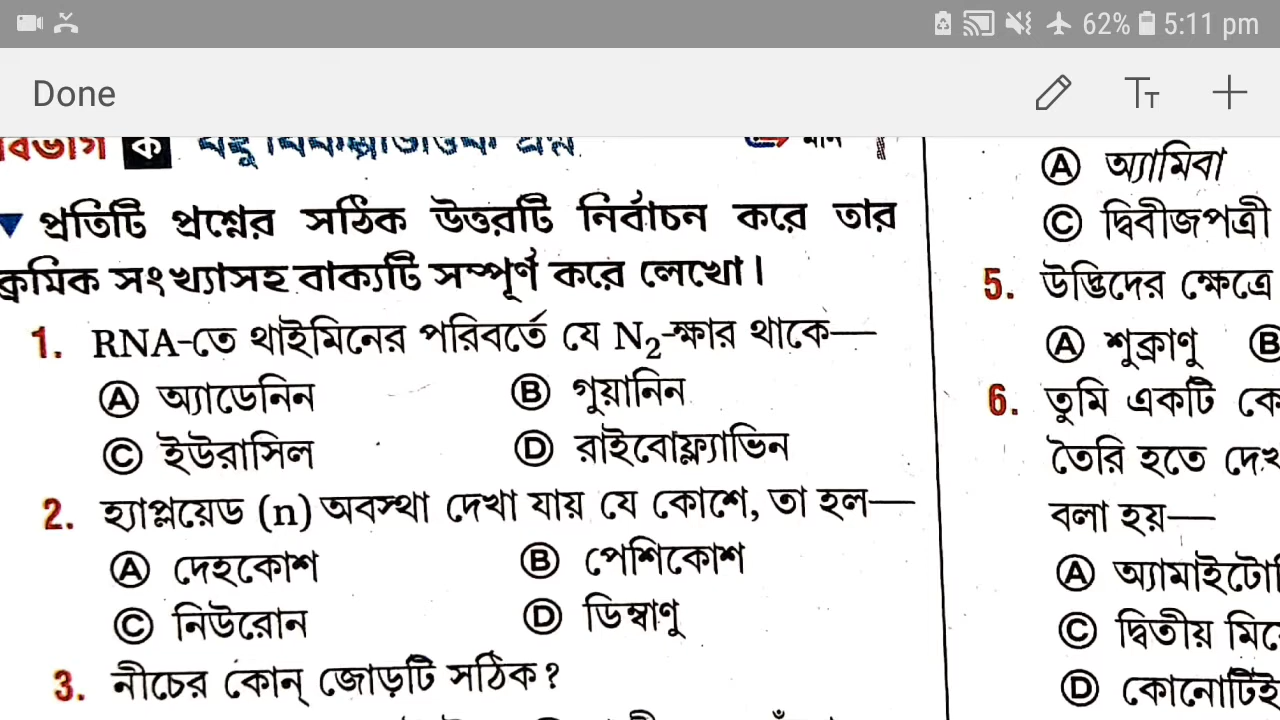 62% 5:11 pm
Done
বিভাগ ক
প্রতিটি প্রশ্নের সঠিক উত্তরটি নির্বাচন করে তার
ক্রমিক সংখ্যাসহ বাক্যটি সম্পূর্ণ করে লেখো।
1. RNA-তে থাইমিনের পরিবর্তে যে N₂-ক্ষার থাকে—
Ⓐ অ্যাডেনিন Ⓑ গুয়ানিন
Ⓒ ইউরাসিল Ⓓ রাইবোফ্ল্যাভিন
2. হ্যাপ্লয়েড (n) অবস্থা দেখা যায় যে কোশে, তা হল—
Ⓐ দেহকোশ Ⓑ পেশিকোশ
Ⓒ নিউরোন Ⓓ ডিম্বাণু
3. নীচের কোন্ জোড়টি সঠিক?
Ⓐ অ্যামিবা
Ⓒ দ্বিবীজপত্রী
5. উদ্ভিদের ক্ষেত্রে
Ⓐ শুক্রাণু Ⓑ
6. তুমি একটি
তৈরি হতে
বলা হয়—
Ⓐ
Ⓒ দ্বিতীয়
Ⓓ